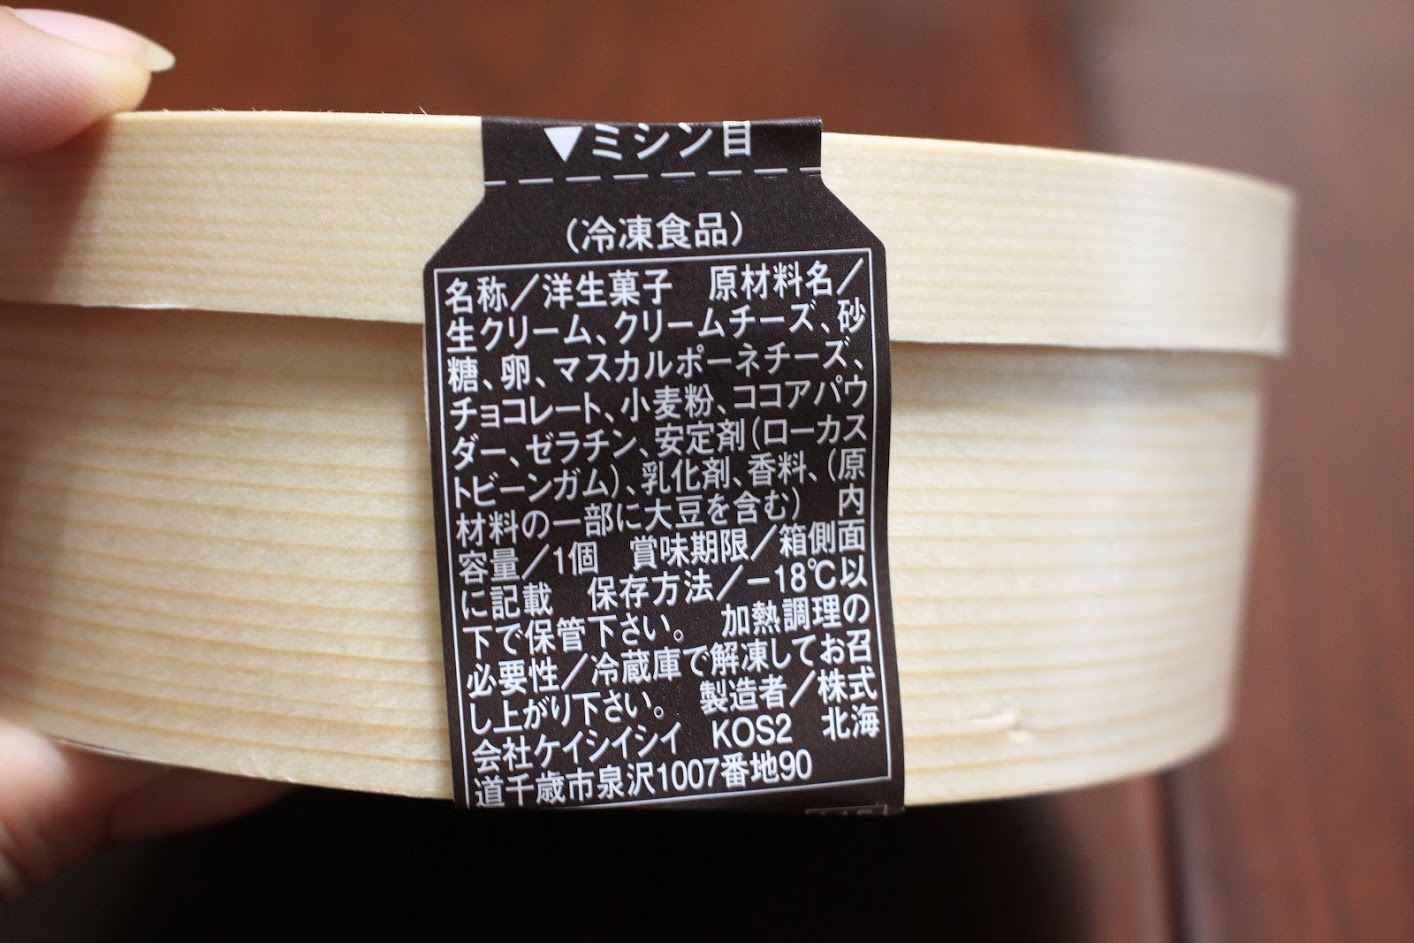 ▼ミシン目
(冷凍食品)
名称／洋生菓子　原材料名／
生クリーム、クリームチーズ、砂
糖、卵、マスカルポーネチーズ、
チョコレート、小麦粉、ココアパウ
ダー、ゼラチン、安定剤(ローカス
トビーンガム)、乳化剤、香料、(原
材料の一部に大豆を含む)　内
容量／1個　賞味期限／箱側面
に記載　保存方法／－18℃以
下で保管下さい。　加熱調理の
必要性／冷蔵庫で解凍してお召
し上がり下さい。　製造者／株式
会社ケイシイシイ　KOS2　北海
道千歳市泉沢1007番地90